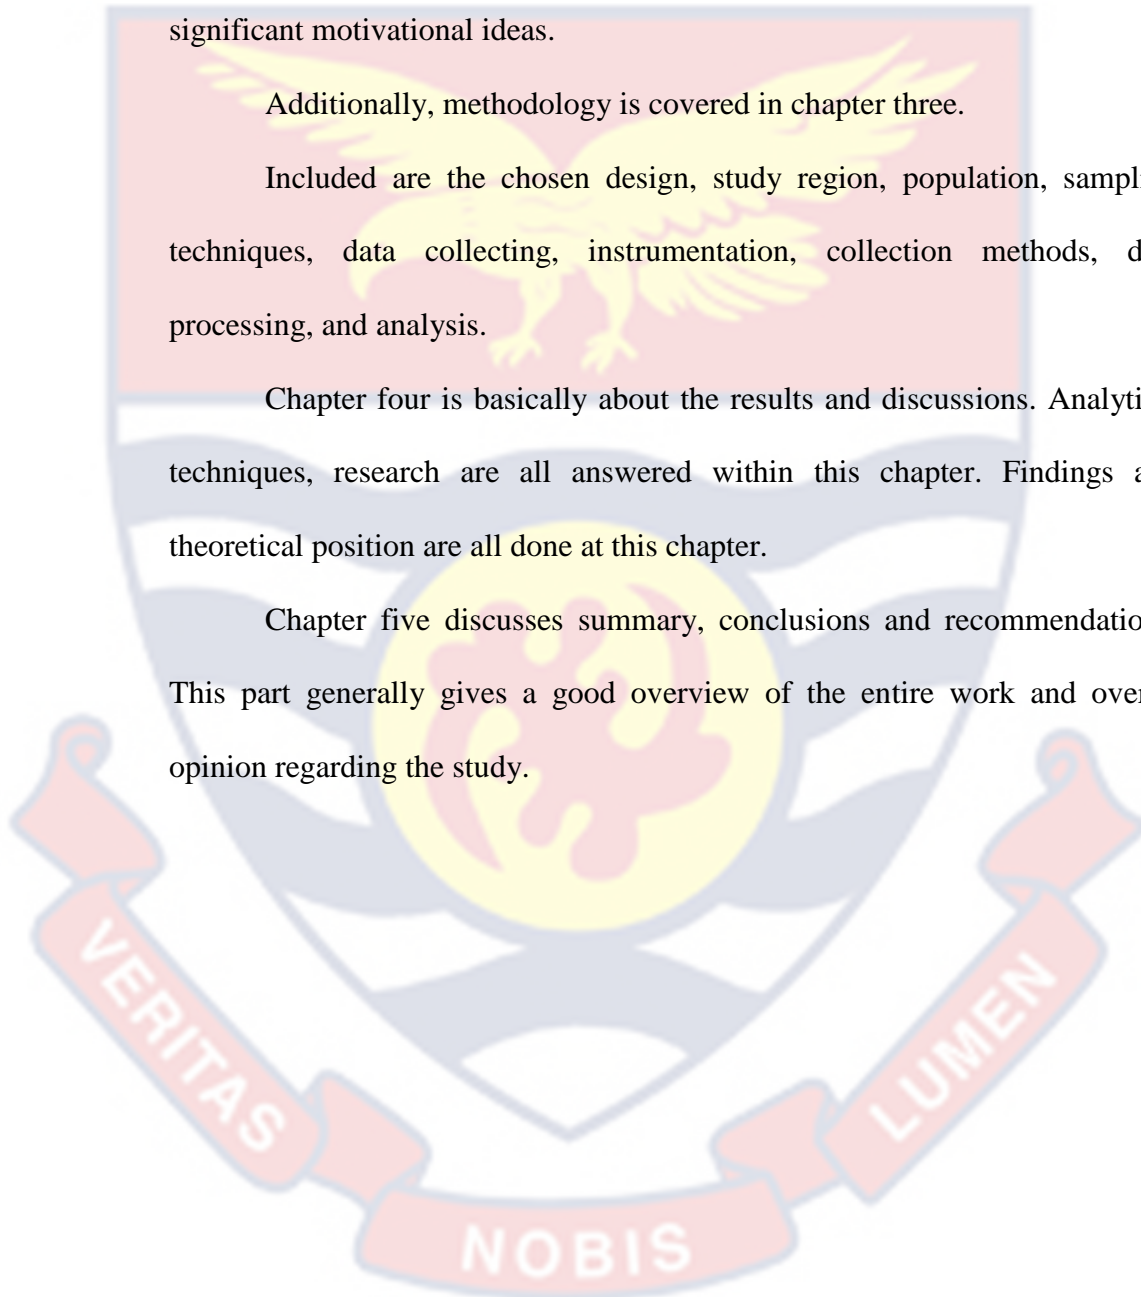 significant motivational ideas.
Additionally, methodology is covered in chapter three.
Included are the chosen design, study region, population,
techniques, data collecting, instrumentation, collection methods,
processing, and analysis.
Chapter four is basically about the results and discussions.
techniques, research are all answered within this chapter. Findings
theoretical position are all done at this chapter.
Chapter five discusses summary, conclusions and
This part generally gives a good overview of the entire work and
opinion regarding the study.
VERITAS
NOBIS
LUMEN